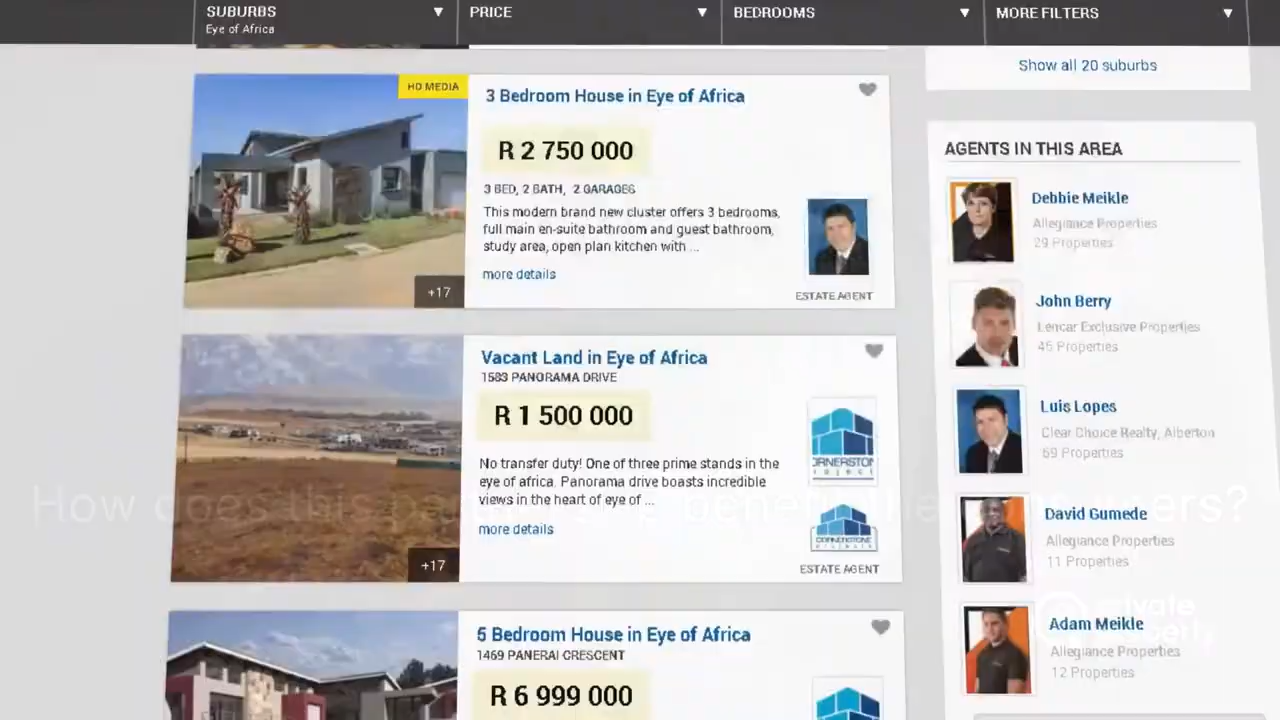 SUBURBS
Eye of Africa
PRICE
BEDROOMS
MORE FILTERS
Show all 20 suburbs
HD MEDIA
3 Bedroom House in Eye of Africa
R 2 750 000
3 BED, 2 BATH, 2 GARAGES
This modern brand new cluster offers 3 bedrooms,
full main en-suite bathroom and guest bathroom,
study area, open plan kitchen with ...
more details
+17
ESTATE AGENT
Vacant Land in Eye of Africa
1583 PANORAMA DRIVE
R 1 500 000
No transfer duty! One of three prime stands in the
eye of africa. Panorama drive boasts incredible
views in the heart of eye of ...
more details
+17
CORNERSTONE
ESTATE AGENT
5 Bedroom House in Eye of Africa
1469 PANERAI CRESCENT
R 6 999 000
AGENTS IN THIS AREA
Debbie Meikle
Allegiance Properties
29 Properties
John Berry
Lencar Exclusive Properties
45 Properties
Luis Lopes
Clear Choice Realty, Alberton
69 Properties
David Gumede
Allegiance Properties
11 Properties
Adam Meikle
Allegiance Properties
12 Properties
How does this